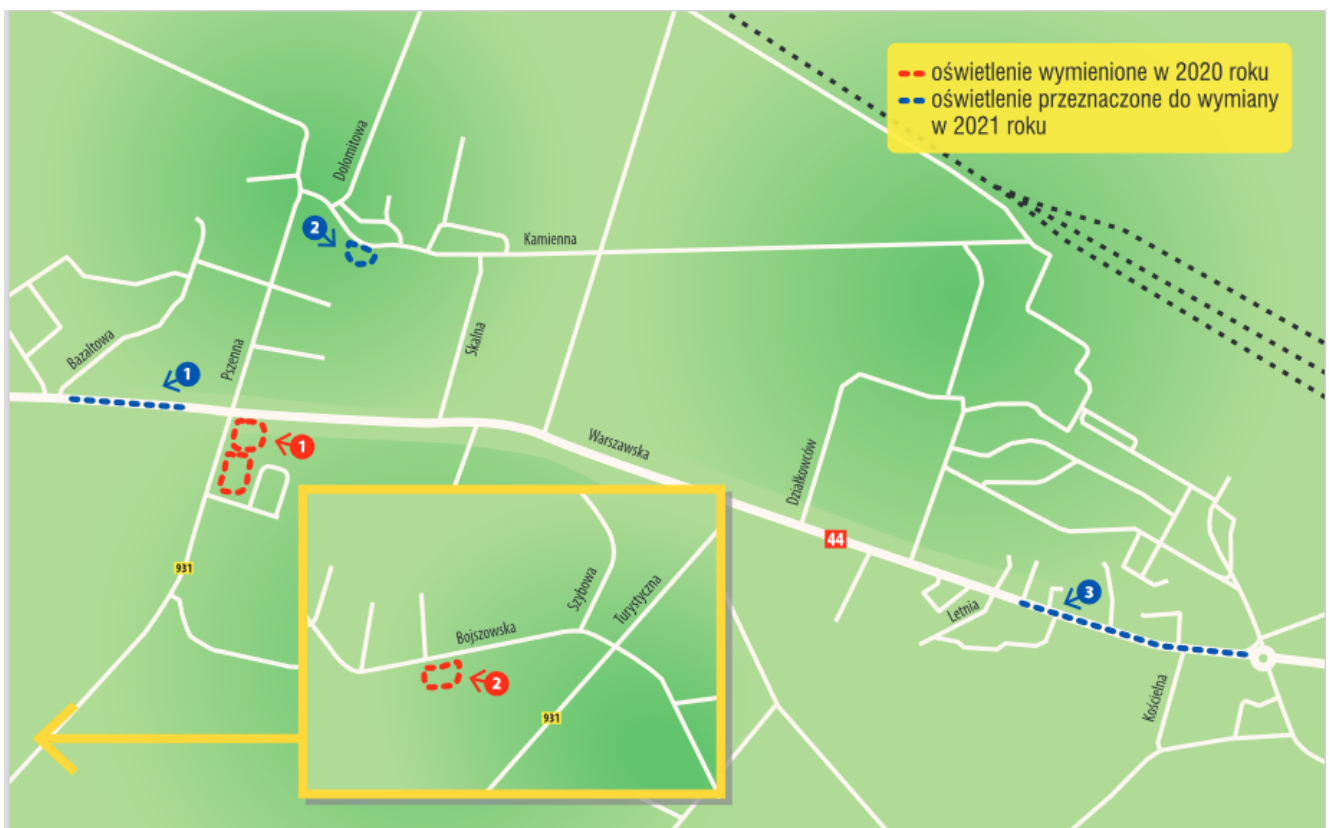 oświetlenie wymienione w 2020 roku
oświetlenie przeznaczone do wymiany
w 2021 roku
Dolomitowa
2
Kamienna
Bazaltowa
Pszenna
Skalna
1
1
Warszawska
Działkowców
44
931
Letnia
3
Kościelna
Szybowa
Turystyczna
Bojszowska
2
931